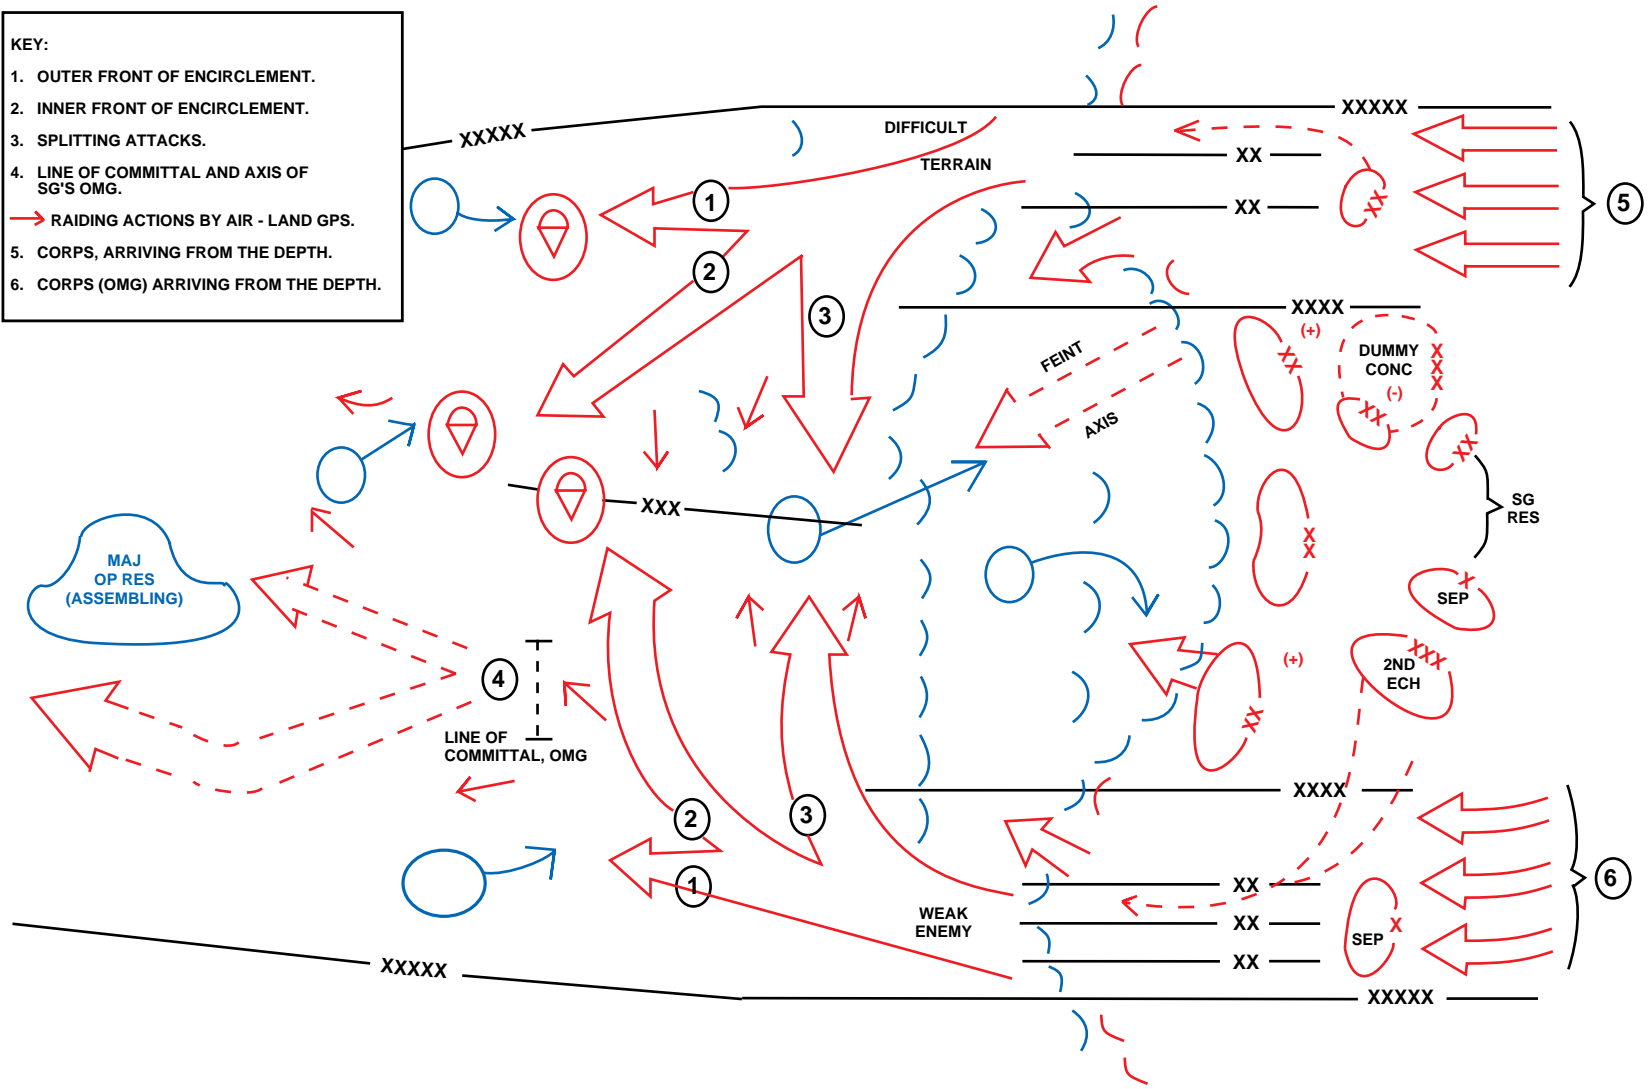 KEY:
1. OUTER FRONT OF ENCIRCLEMENT.
2. INNER FRONT OF ENCIRCLEMENT.
3. SPLITTING ATTACKS.
4. LINE OF COMMITTAL AND AXIS OF
SG'S OMG.
RAIDING ACTIONS BY AIR - LAND GPS.
5. CORPS, ARRIVING FROM THE DEPTH.
6. CORPS (OMG) ARRIVING FROM THE DEPTH.
XXXXX
XXXXX
DIFFICULT
TERRAIN
XX
XX
XX
1
5
2
3
XXXX
(+)
FEINT
AXIS
XX
DUMMY
CONC
(-)
XXX
XX
XX
SG
RES
XXX
XX
MAJ
OP RES
(ASSEMBLING)
X
SEP
4
LINE OF
COMMITTAL, OMG
(+)
XX
XXX
2ND
ECH
XXXX
2
3
1
6
WEAK
ENEMY
XX
XX
XX
SEP
X
XXXXX
XXXXX